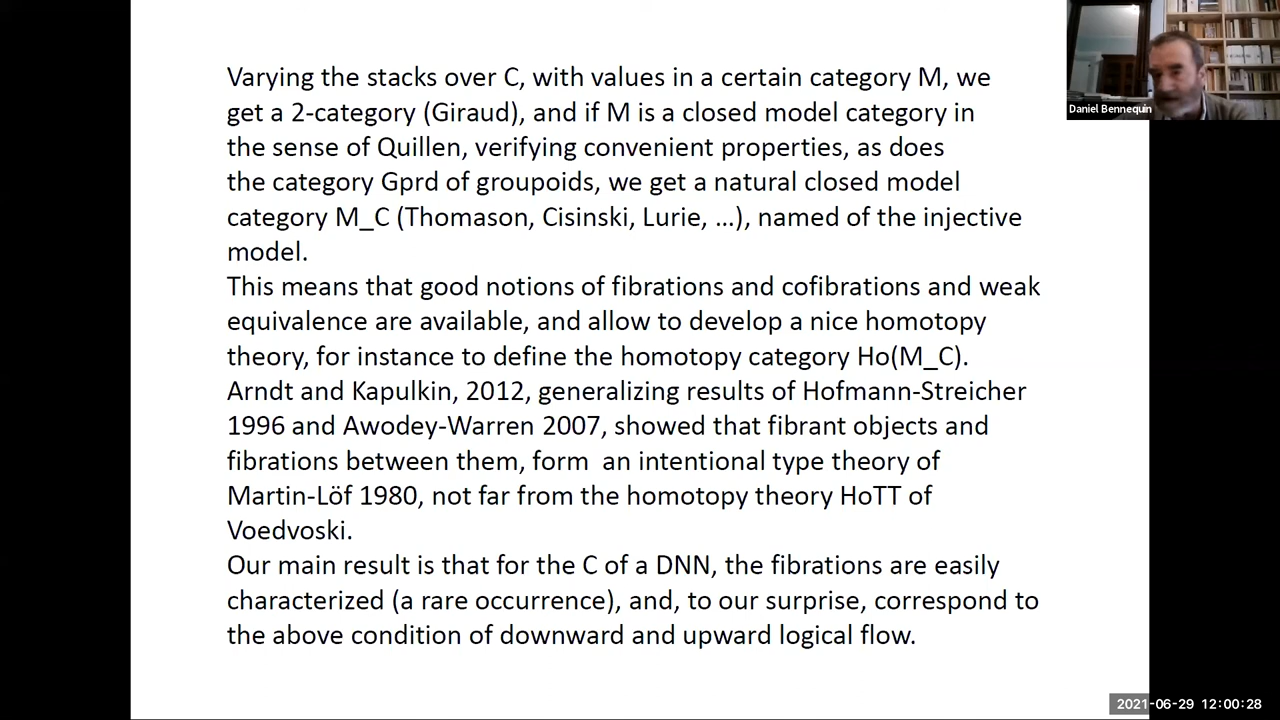 Varying the stacks over C, with values in a certain category M, we
get a 2-category (Giraud), and if M is a closed model category in
the sense of Quillen, verifying convenient properties, as does
the category Gprd of groupoids, we get a natural closed model
category M_C (Thomason, Cisinski, Lurie, ...), named of the injective
model.
This means that good notions of fibrations and cofibrations and weak
equivalence are available, and allow to develop a nice homotopy
theory, for instance to define the homotopy category Ho(M_C).
Arndt and Kapulkin, 2012, generalizing results of Hofmann-Streicher
1996 and Awodey-Warren 2007, showed that fibrant objects and
fibrations between them, form  an intentional type theory of
Martin-Löf 1980, not far from the homotopy theory HoTT of
Voedvoski.
Our main result is that for the C of a DNN, the fibrations are easily
characterized (a rare occurrence), and, to our surprise, correspond to
the above condition of downward and upward logical flow.
Daniel Bennequin
2021-06-29 12:00:28